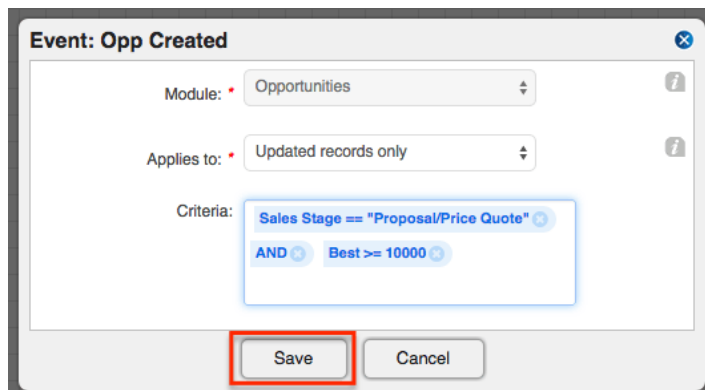 Event: Opp Created
Module: * Opportunities
Applies to: * Updated records only
Criteria: Sales Stage == "Proposal/Price Quote"
AND Best >= 10000
Save Cancel